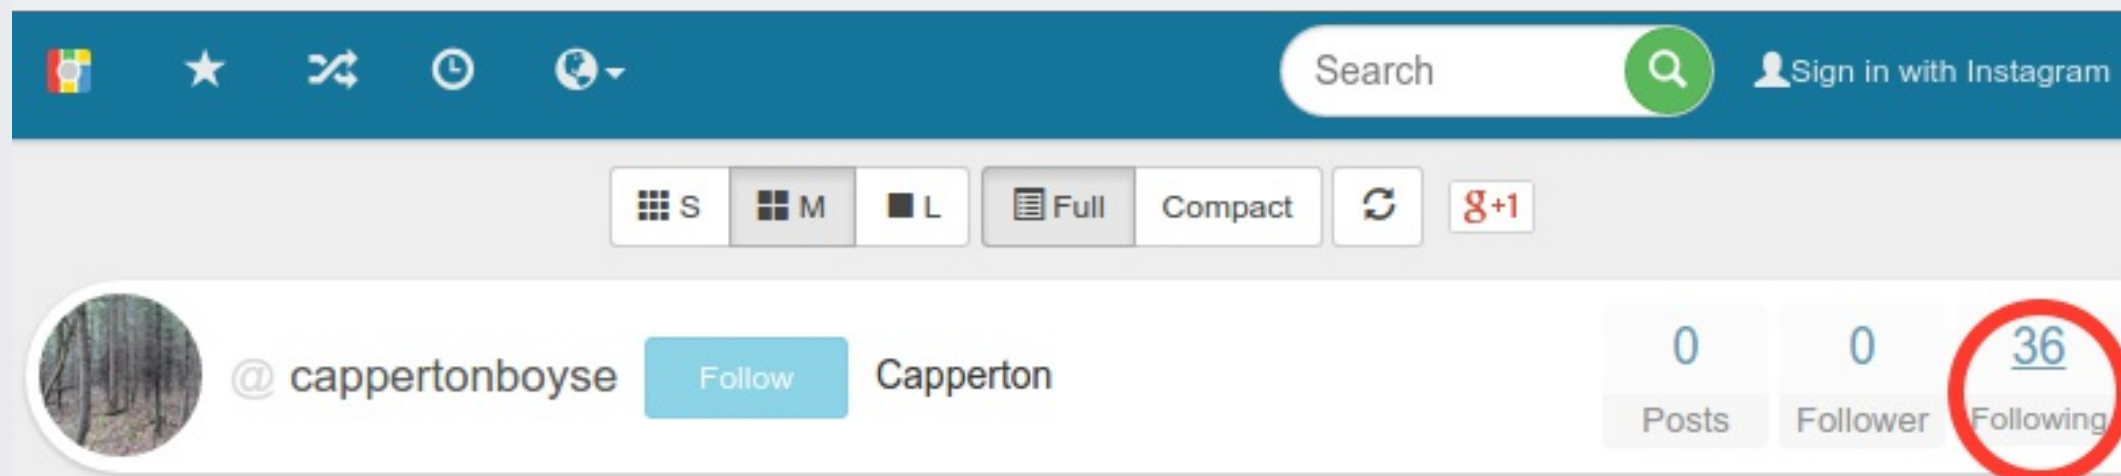 Search Sign in with Instagram
S M L Full Compact g+1
@ cappertonboyse Follow Capperton
0 0 36
Posts Follower Following